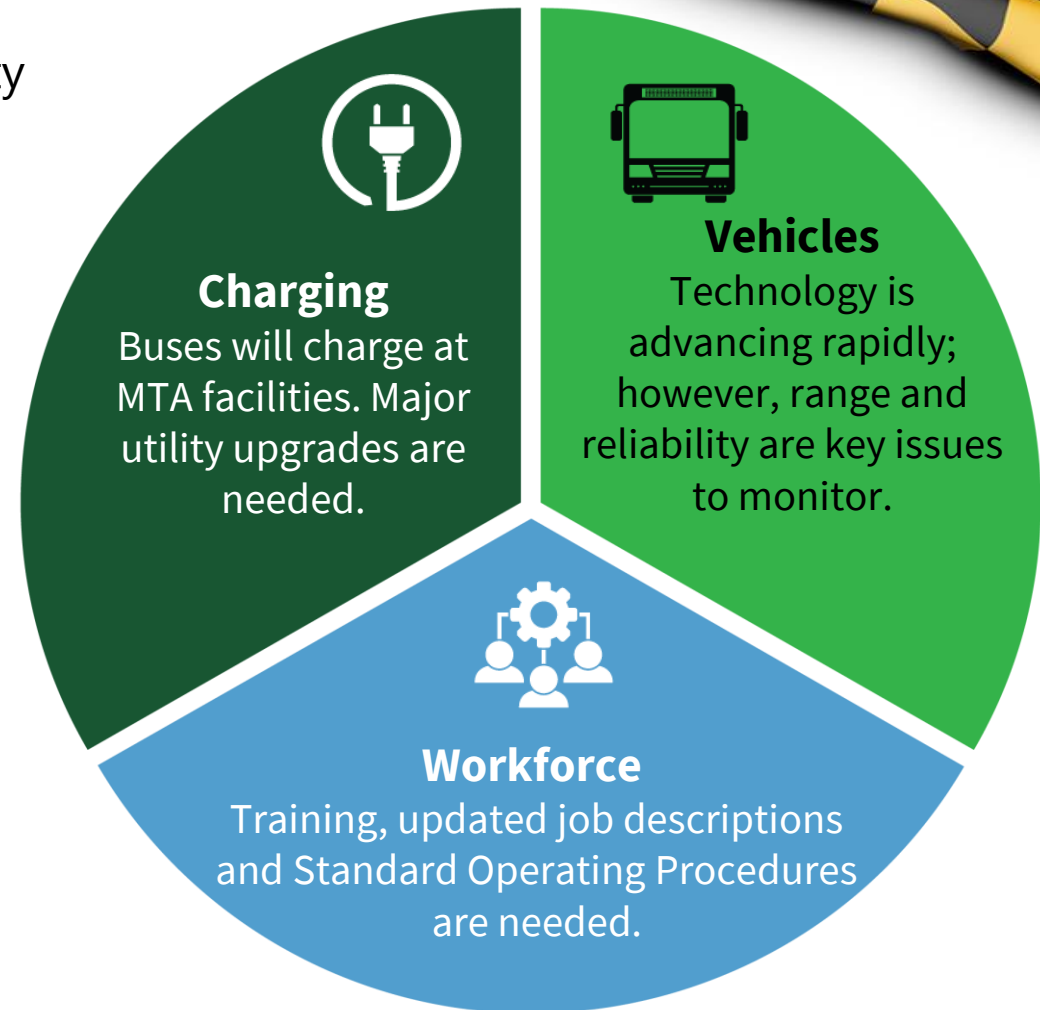 ty
Charging
Buses will charge at
MTA facilities. Major
utility upgrades are
needed.
Vehicles
Technology is
advancing rapidly;
however, range and
reliability are key issues
to monitor.
Workforce
Training, updated job descriptions
and Standard Operating Procedures
are needed.